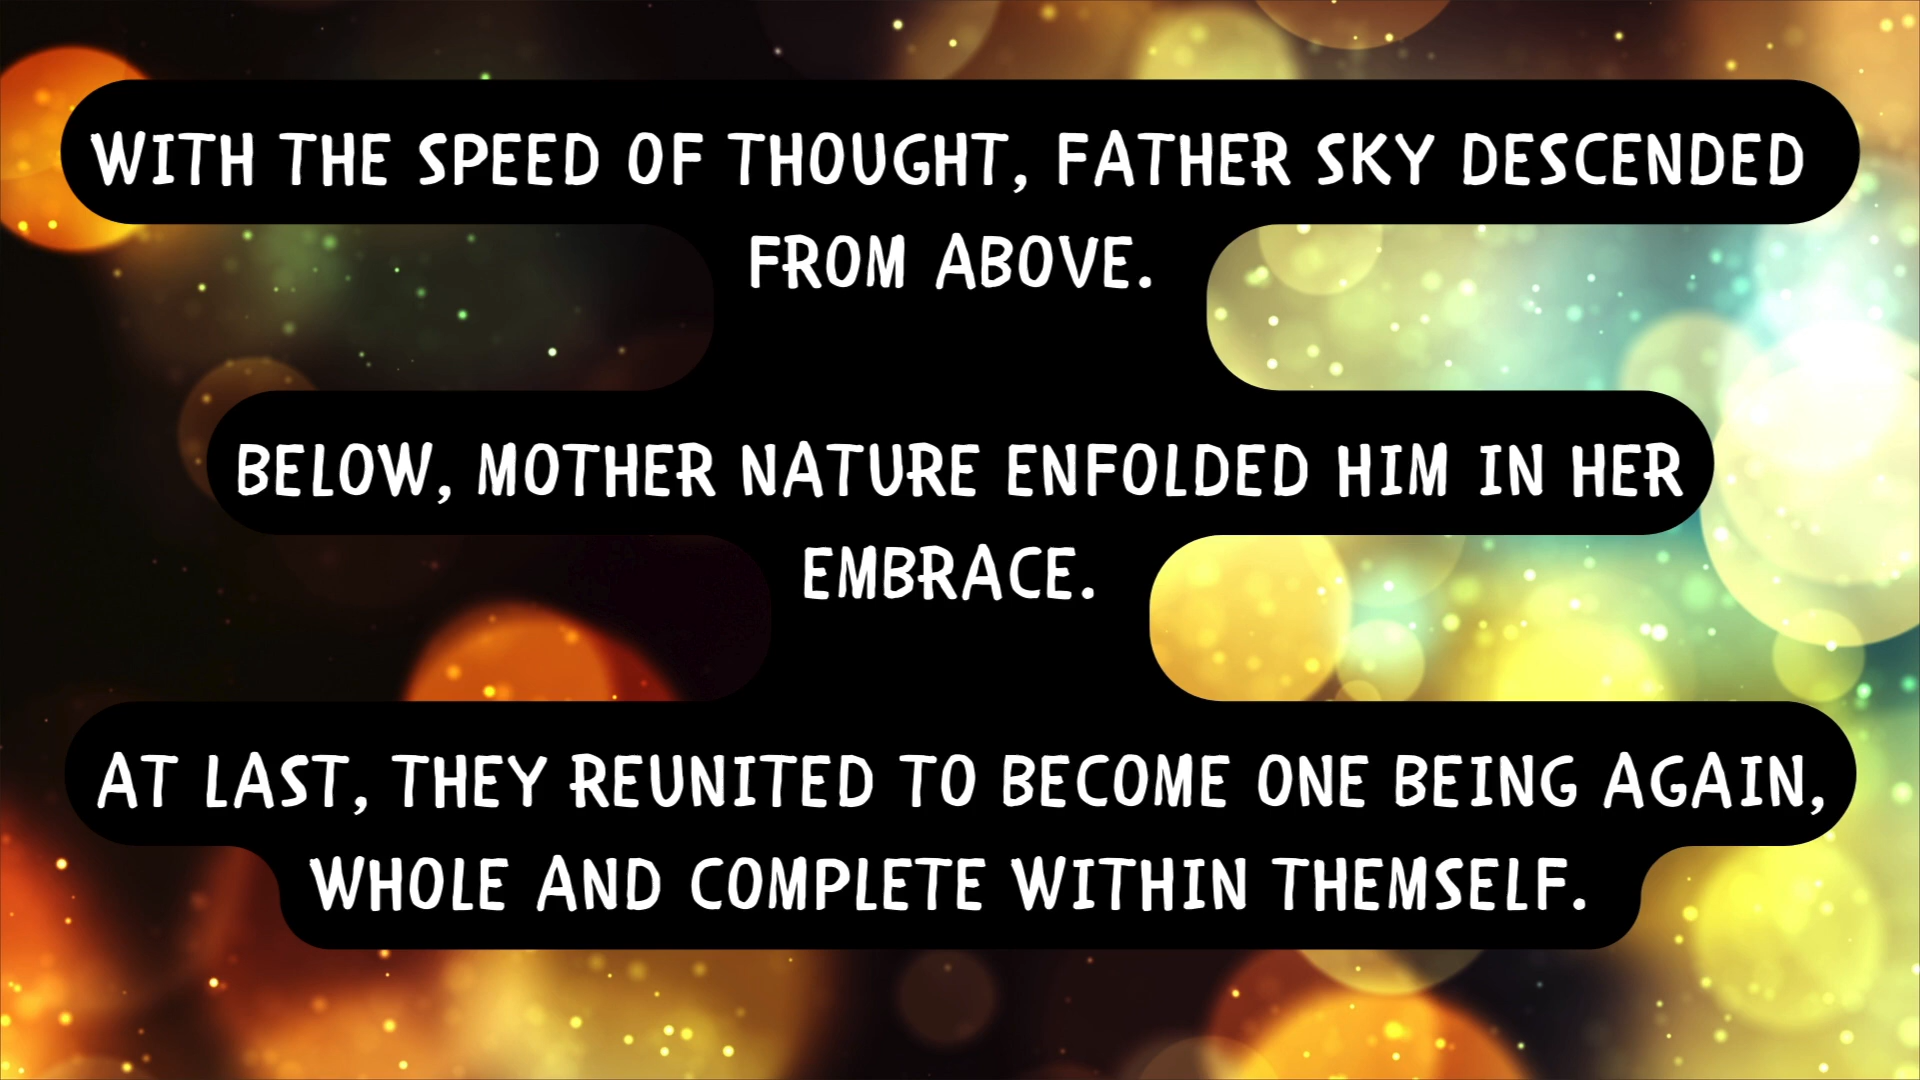 WITH THE SPEED OF THOUGHT, FATHER SKY DESCENDED
FROM ABOVE.
BELOW, MOTHER NATURE ENFOLDED HIM IN HER
EMBRACE.
AT LAST, THEY REUNITED TO BECOME ONE BEING AGAIN,
WHOLE AND COMPLETE WITHIN THEMSELF.